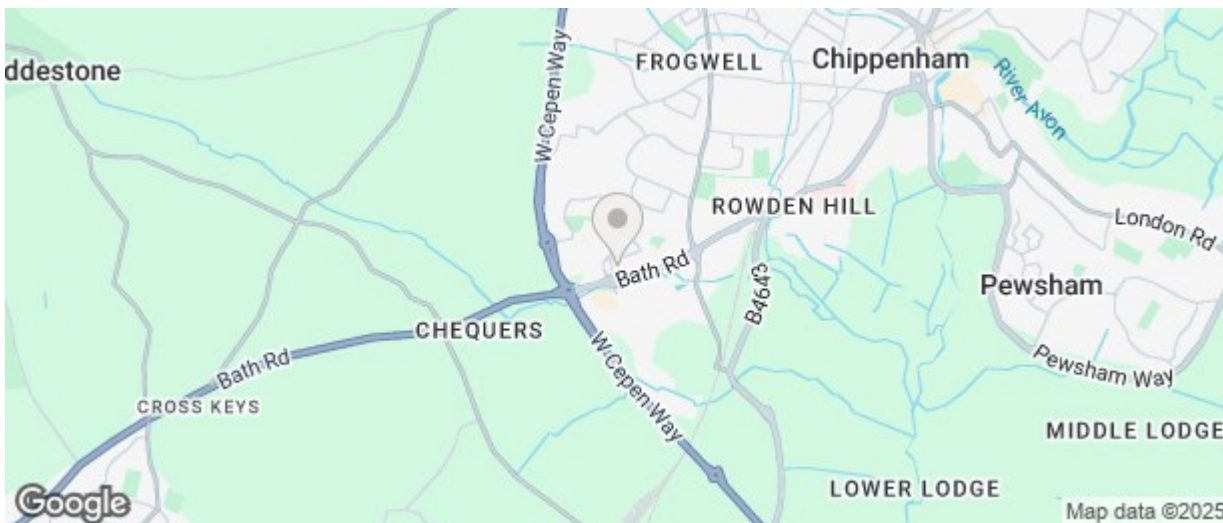 W Cepen Way
FROGWELL
Chippenham
ddestone
River Avon
ROWDEN HILL
London Rd
Bath Rd
Pewsham
B4643
CHEQUERS
W Cepen Way
Pewsham Way
Bath Rd
CROSS KEYS
MIDDLE LODGE
LOWER LODGE
Google
Map data ©2025